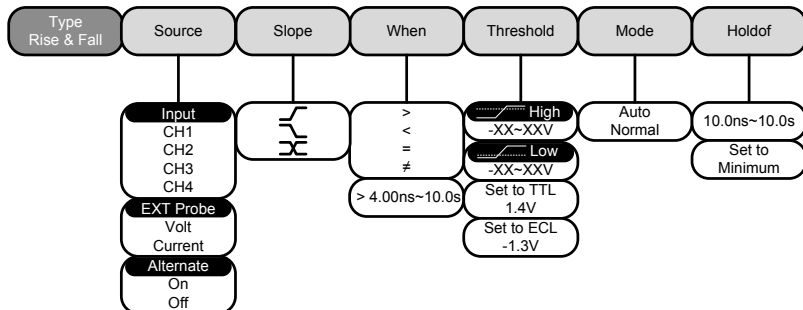 Type
Rise & Fall
Source
Slope
When
Threshold
Mode
Holdof
Input
CH1
CH2
CH3
CH4
EXT Probe
Volt
Current
Alternate
On
Off
>
<
=
≠
> 4.00ns~10.0s
High
-XX~XXV
Low
-XX~XXV
Set to TTL
1.4V
Set to ECL
-1.3V
Auto
Normal
10.0ns~10.0s
Set to
Minimum